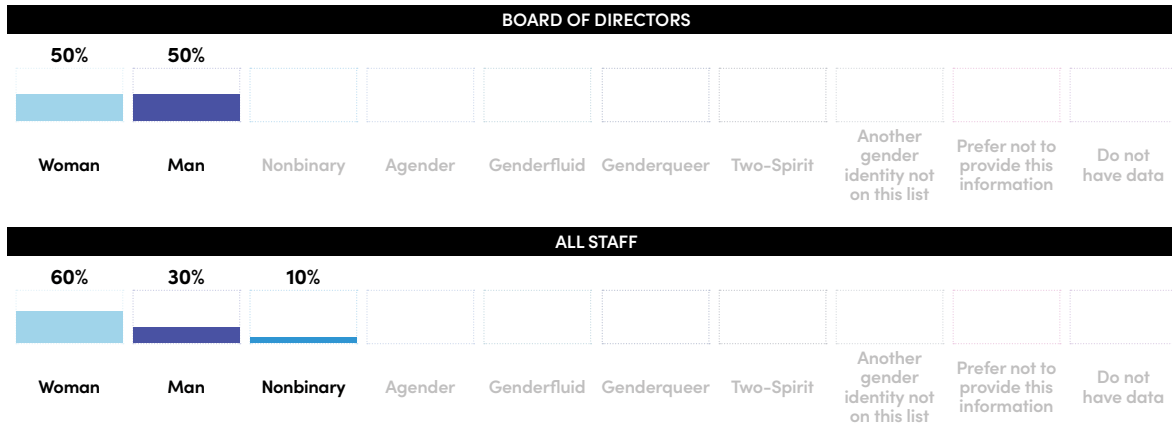 BOARD OF DIRECTORS
50% 50%
Woman Man Nonbinary Agender Genderfluid Genderqueer Two-Spirit
Another
gender
identity not
on this list
Prefer not to
provide this
information
Do not
have data
ALL STAFF
60% 30% 10%
Woman Man Nonbinary Agender Genderfluid Genderqueer Two-Spirit
Another
gender
identity not
on this list
Prefer not to
provide this
information
Do not
have data